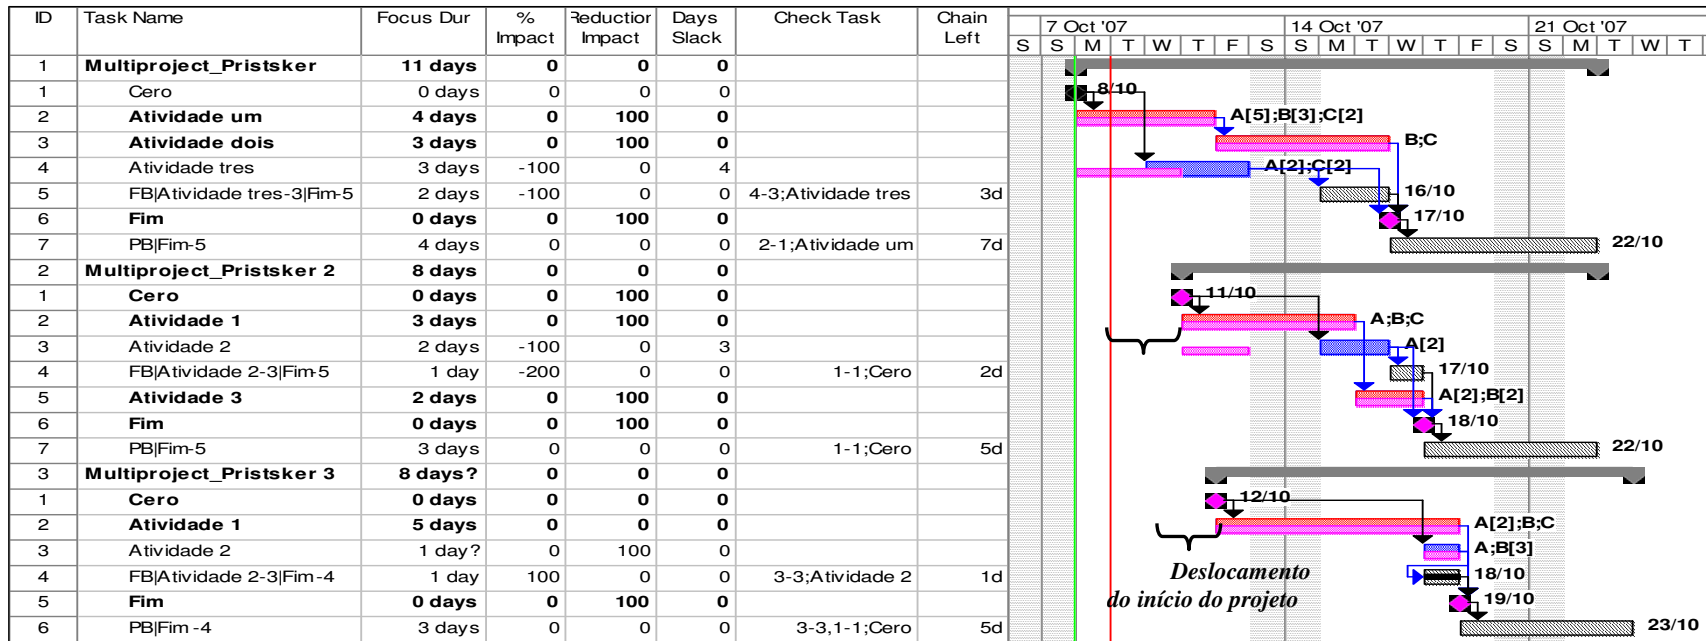 ID Task Name Focus Dur % Impact Reduction Impact Days Slack Check Task Chain Left
7 Oct '07 14 Oct '07 21 Oct '07
S S M T W T F S S M T W T F S S M T W T
1 Multiproject_Pristsker 11 days 0 0 0
1 Cero 0 days 0 0 0 8/10
2 Atividade um 4 days 0 100 0 A[5];B[3];C[2]
3 Atividade dois 3 days 0 100 0 B;C
4 Atividade tres 3 days -100 0 4 A[2];C[2]
5 FB|Atividade tres-3|Fim-5 2 days -100 0 0 4-3;Atividade tres 3d 16/10
6 Fim 0 days 0 100 0 17/10
7 PB|Fim-5 4 days 0 0 0 2-1;Atividade um 7d 22/10
2 Multiproject_Pristsker 2 8 days 0 0 0
1 Cero 0 days 0 100 0 11/10
2 Atividade 1 3 days 0 100 0 A;B;C
3 Atividade 2 2 days -100 0 3 A[2]
4 FB|Atividade 2-3|Fim-5 1 day -200 0 0 1-1;Cero 2d 17/10
5 Atividade 3 2 days 0 100 0 A[2];B[2]
6 Fim 0 days 0 100 0 18/10
7 PB|Fim-5 3 days 0 0 0 1-1;Cero 5d 22/10
3 Multiproject_Pristsker 3 8 days? 0 0 0
1 Cero 0 days 0 0 0 12/10
2 Atividade 1 5 days 0 0 0 A[2];B;C
3 Atividade 2 1 day? 0 100 0 A;B[3]
4 FB|Atividade 2-3|Fim-4 1 day 100 0 0 3-3;Atividade 2 1d 18/10
5 Fim 0 days 0 100 0 19/10
6 PB|Fim-4 3 days 0 0 0 3-3,1-1;Cero 5d 23/10
Deslocamento
do início do projeto